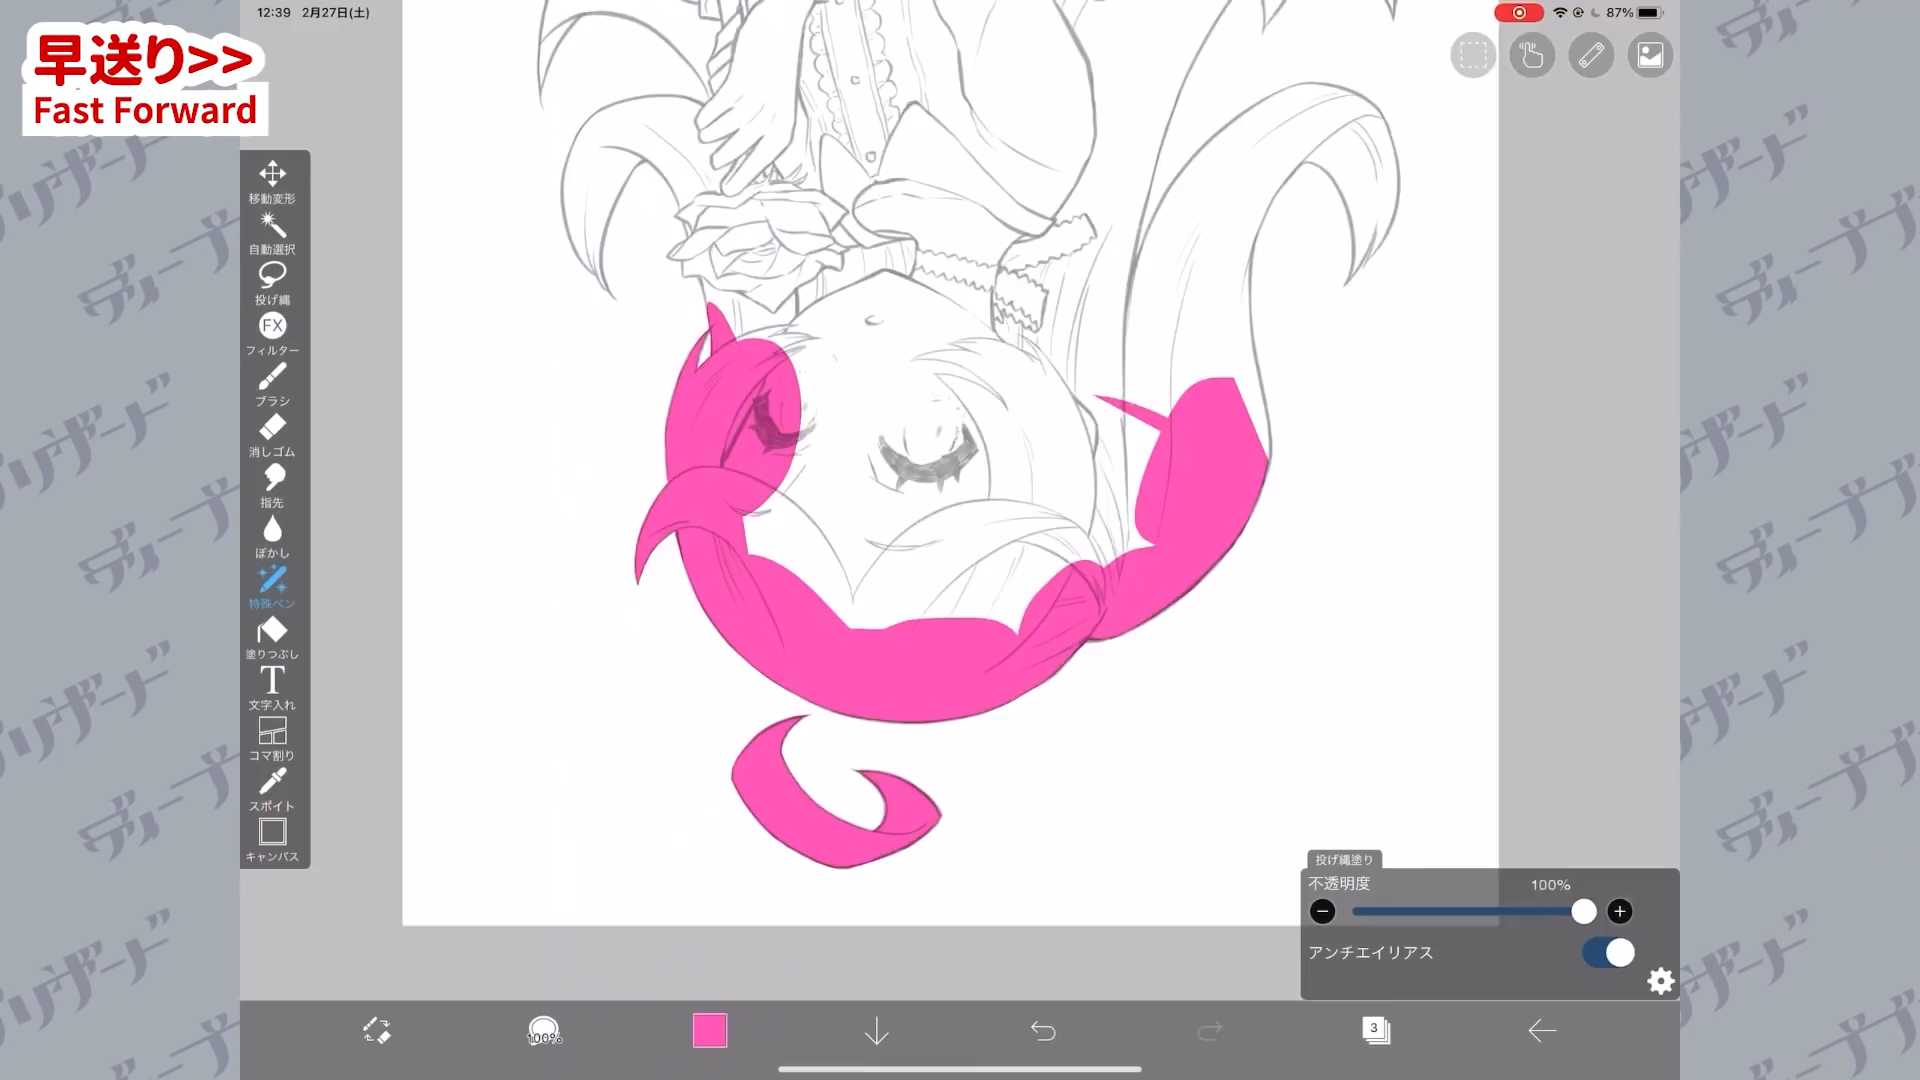 早送り>>
Fast Forward
12:39 2月27日(土)
87%
移動変形
自動選択
投げ縄
FX
フィルター
ブラシ
消しゴム
指先
ぼかし
特殊ペン
塗りつぶし
T
文字入れ
コマ割り
スポイト
キャンバス
投げ縄塗り
不透明度 100%
アンチエイリアス
100%
3